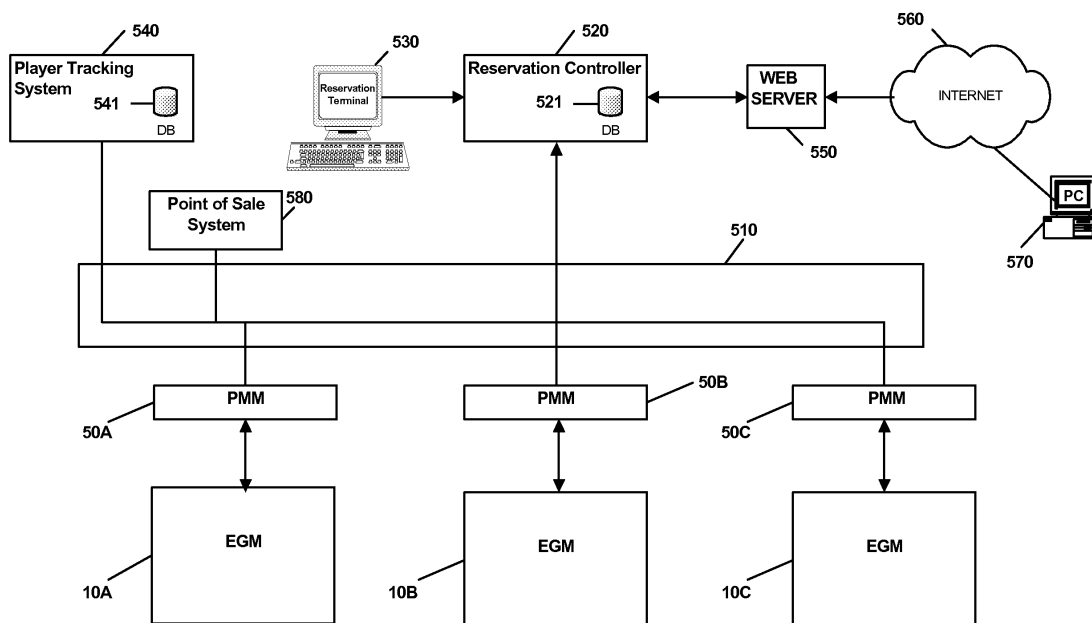 540
530
520
560
Player Tracking
System
541
DB
Reservation
Terminal
Reservation Controller
521
DB
WEB
SERVER
550
INTERNET
PC
570
Point of Sale
System
580
510
PMM
50A
PMM
50B
PMM
50C
EGM
10A
EGM
10B
EGM
10C